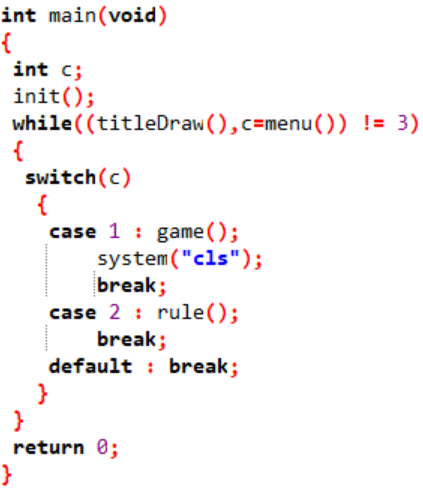 int main(void)
{
 int c;
 init();
 while((titleDraw(),c=menu()) != 3)
 {
  switch(c)
   {
    case 1 : game();
        system("cls");
        break;
    case 2 : rule();
        break;
    default : break;
   }
 }
 return 0;
}